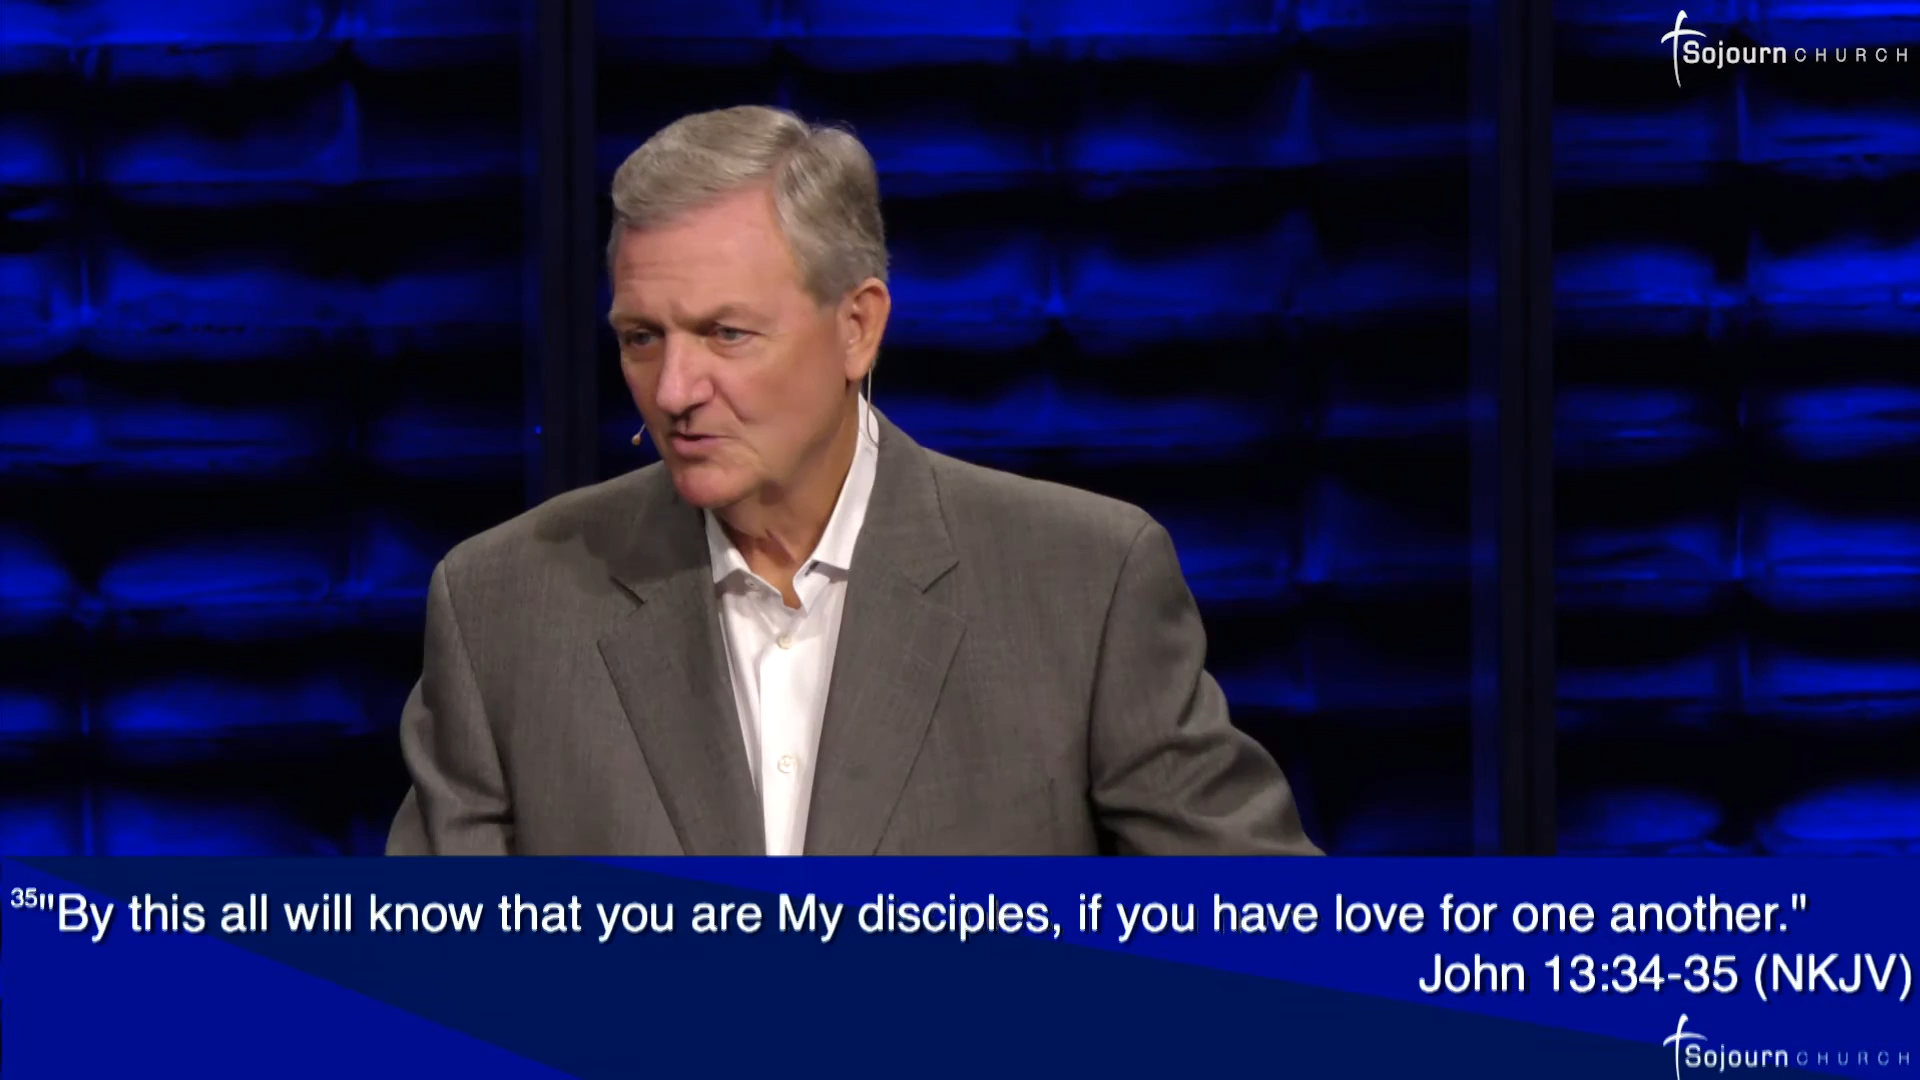 Sojourn CHURCH
³⁵"By this all will know that you are My disciples, if you have love for one another."
John 13:34-35 (NKJV)
Sojourn CHURCH